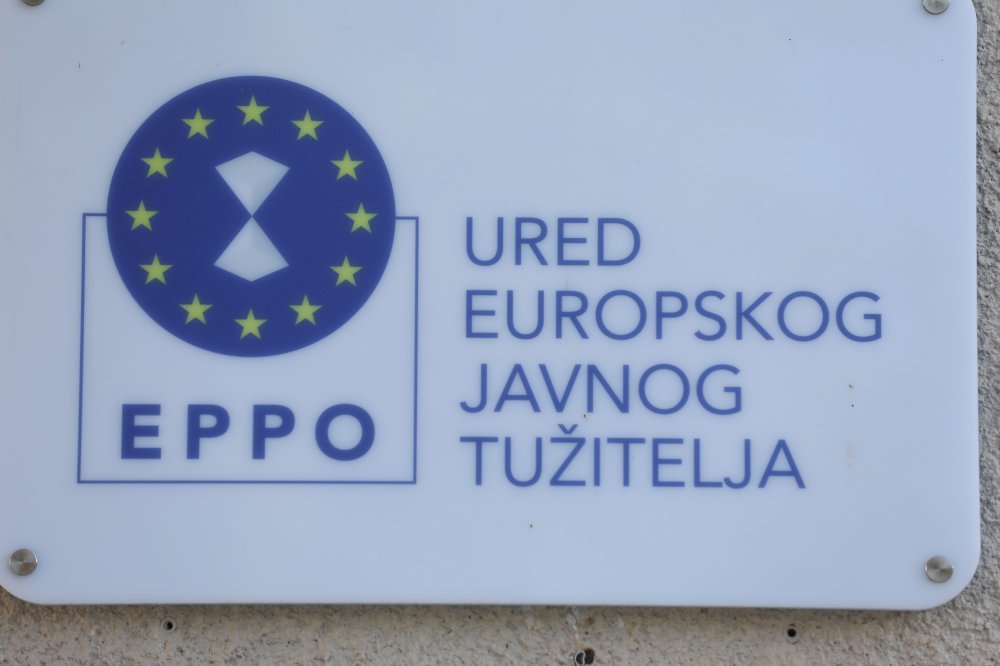 EPPO
URED
EUROPSKOG
JAVNOG
TUŽITELJA